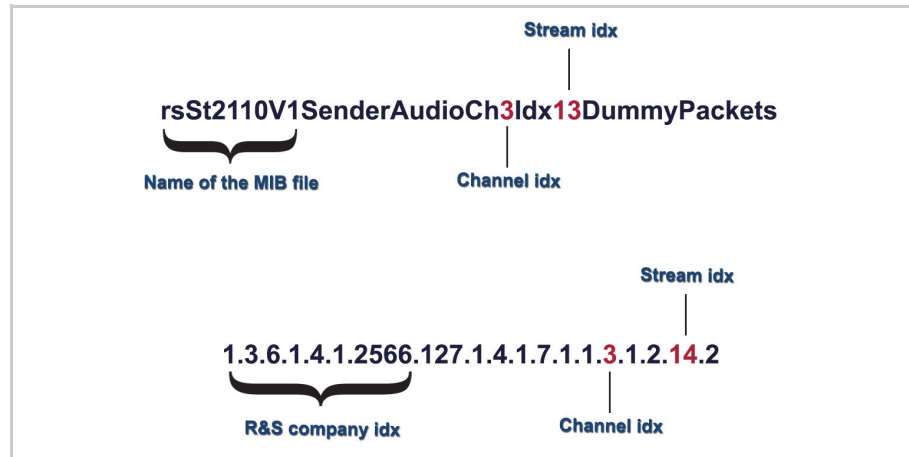 Stream idx
rsSt2110V1SenderAudioCh3Idx13DummyPackets
Name of the MIB file
Channel idx
Stream idx
1.3.6.1.4.1.2566.127.1.4.1.7.1.1.3.1.2.14.2
R&S company idx
Channel idx